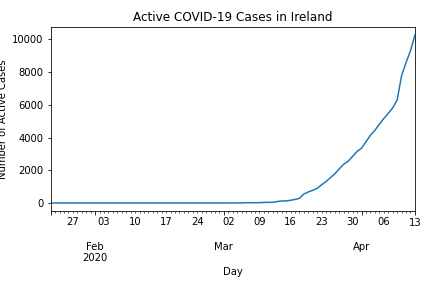 Active COVID-19 Cases in Ireland
10000
8000
6000
4000
2000
0
Number of Active Cases
27 03 10 17 24 02 09 16 23 30 06 13
Feb Mar Apr
2020
Day